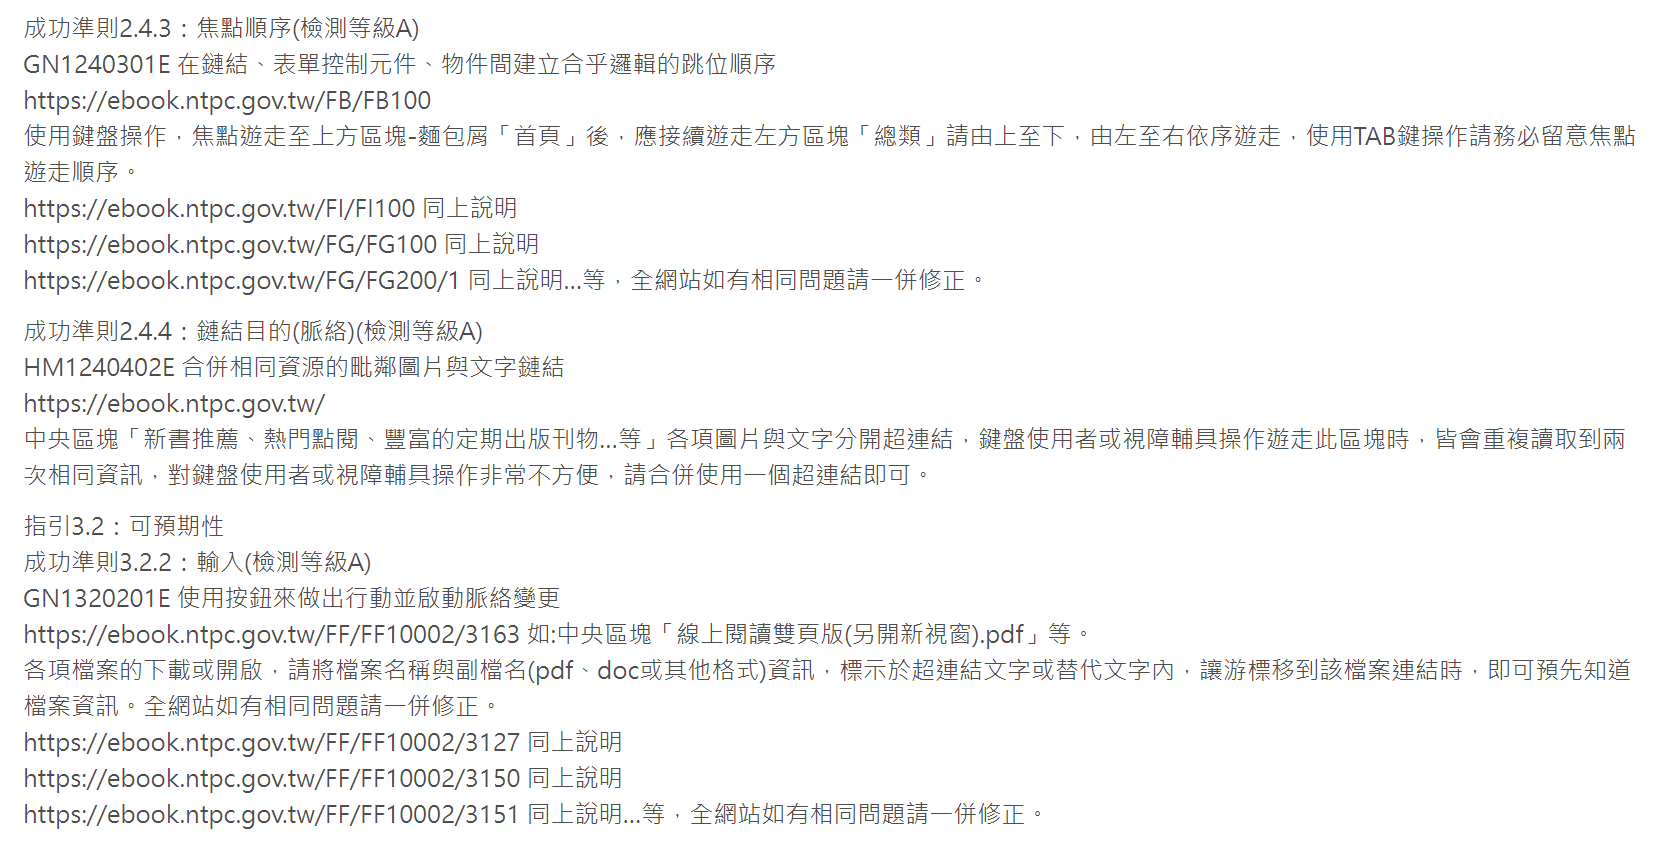 成功準則2.4.3：焦點順序(檢測等級A)
GN1240301E 在鏈結、表單控制元件、物件間建立合乎邏輯的跳位順序
https://ebook.ntpc.gov.tw/FB/FB100
使用鍵盤操作，焦點遊走至上方區塊-麵包屑「首頁」後，應接續遊走左方區塊「總類」請由上至下，由左至右依序遊走，使用TAB鍵操作請務必留意焦點
遊走順序。
https://ebook.ntpc.gov.tw/FI/FI100 同上說明
https://ebook.ntpc.gov.tw/FG/FG100 同上說明
https://ebook.ntpc.gov.tw/FG/FG200/1 同上說明...等，全網站如有相同問題請一併修正。
成功準則2.4.4：鏈結目的(脈絡)(檢測等級A)
HM1240402E 合併相同資源的毗鄰圖片與文字鏈結
https://ebook.ntpc.gov.tw/
中央區塊「新書推薦、熱門點閱、豐富的定期出版刊物...等」各項圖片與文字分開超連結，鍵盤使用者或視障輔具操作遊走此區塊時，皆會重複讀取到兩
次相同資訊，對鍵盤使用者或視障輔具操作非常不方便，請合併使用一個超連結即可。
指引3.2：可預期性
成功準則3.2.2：輸入(檢測等級A)
GN1320201E 使用按鈕來做出行動並啟動脈絡變更
https://ebook.ntpc.gov.tw/FF/FF10002/3163 如:中央區塊「線上閱讀雙頁版(另開新視窗).pdf」等。
各項檔案的下載或開啟，請將檔案名稱與副檔名(pdf、doc或其他格式)資訊，標示於超連結文字或替代文字內，讓游標移到該檔案連結時，即可預先知道
檔案資訊。全網站如有相同問題請一併修正。
https://ebook.ntpc.gov.tw/FF/FF10002/3127 同上說明
https://ebook.ntpc.gov.tw/FF/FF10002/3150 同上說明
https://ebook.ntpc.gov.tw/FF/FF10002/3151 同上說明...等，全網站如有相同問題請一併修正。